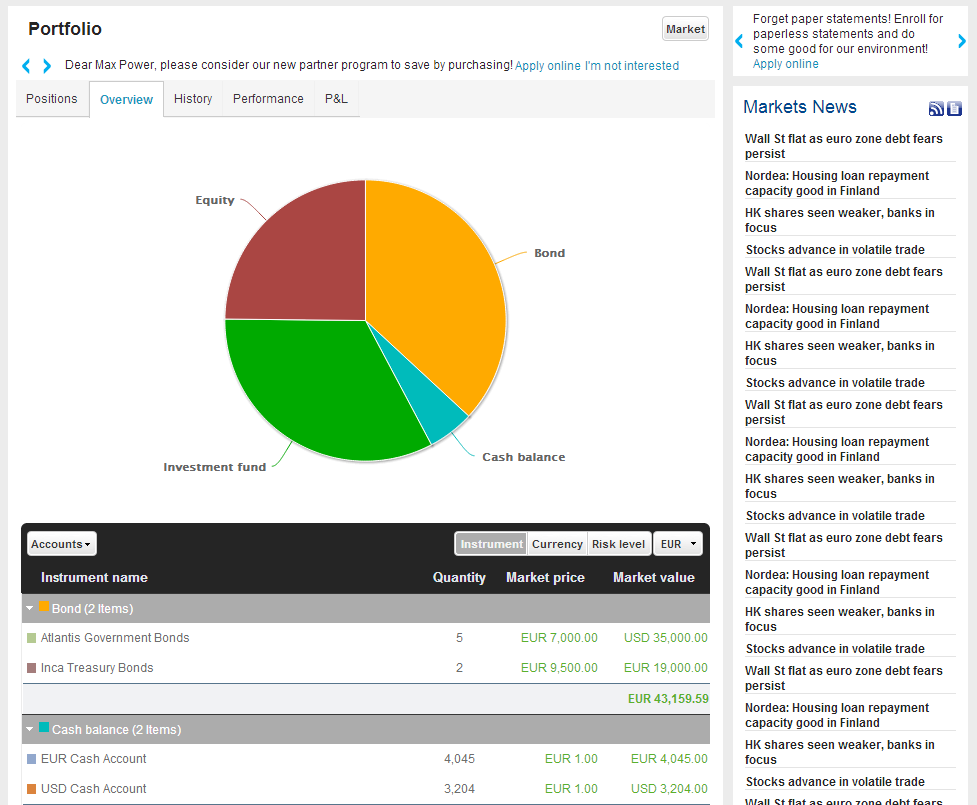 Portfolio
Market
Dear Max Power, please consider our new partner program to save by purchasing! Apply online I'm not interested
Positions
Overview
History
Performance
P&L
Equity
Bond
Investment fund
Cash balance
Accounts
Instrument
Currency
Risk level
EUR
Instrument name Quantity Market price Market value
Bond (2 Items)
Atlantis Government Bonds 5 EUR 7,000.00 USD 35,000.00
Inca Treasury Bonds 2 EUR 9,500.00 EUR 19,000.00
EUR 43,159.59
Cash balance (2 Items)
EUR Cash Account 4,045 EUR 1.00 EUR 4,045.00
USD Cash Account 3,204 EUR 1.00 USD 3,204.00
Forget paper statements! Enroll for
paperless statements and do
some good for our environment!
Apply online
Markets News
Wall St flat as euro zone debt fears
persist
Nordea: Housing loan repayment
capacity good in Finland
HK shares seen weaker, banks in
focus
Stocks advance in volatile trade
Wall St flat as euro zone debt fears
persist
Nordea: Housing loan repayment
capacity good in Finland
HK shares seen weaker, banks in
focus
Stocks advance in volatile trade
Wall St flat as euro zone debt fears
persist
Nordea: Housing loan repayment
capacity good in Finland
HK shares seen weaker, banks in
focus
Stocks advance in volatile trade
Wall St flat as euro zone debt fears
persist
Nordea: Housing loan repayment
capacity good in Finland
HK shares seen weaker, banks in
focus
Stocks advance in volatile trade
Wall St flat as euro zone debt fears
persist
Nordea: Housing loan repayment
capacity good in Finland
HK shares seen weaker, banks in
focus
Stocks advance in volatile trade
Wall St flat as euro zone debt fears